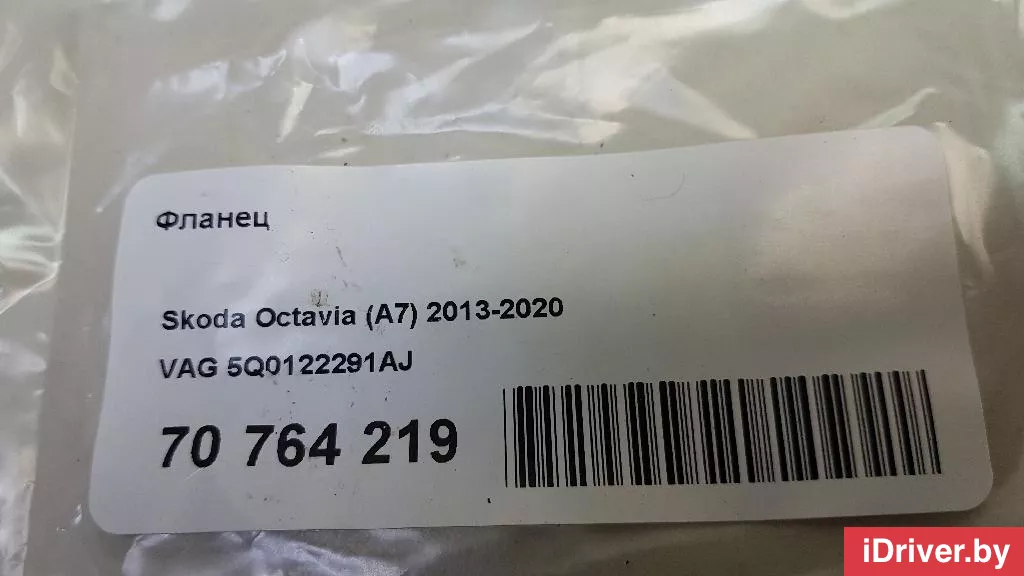 Фланец
Skoda Octavia (A7) 2013-2020
VAG 5Q0122291AJ
70 764 219
iDriver.by